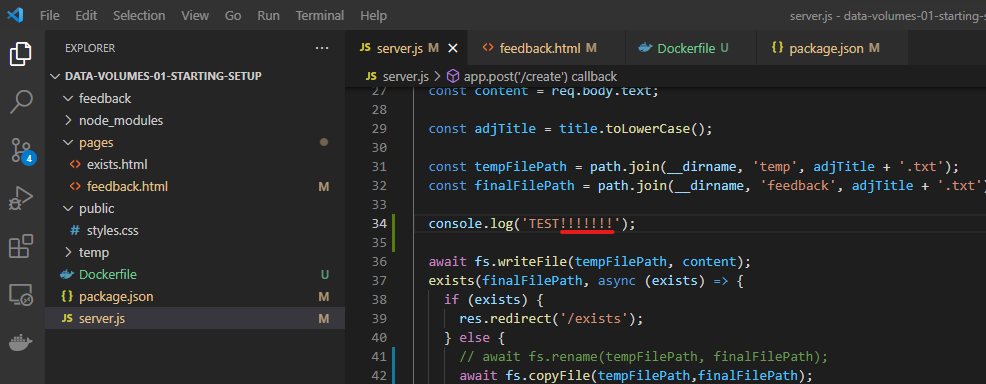 File Edit Selection View Go Run Terminal Help server.js - data-volumes-01-starting-s
EXPLORER ···
DATA-VOLUMES-01-STARTING-SETUP
feedback
node_modules
pages
exists.html
feedback.html M
public
styles.css
temp
Dockerfile U
package.json M
server.js M
4
JS server.js M
feedback.html M
Dockerfile U
package.json M
JS server.js > app.post('/create') callback
27 const content = req.body.text;
28
29 const adjTitle = title.toLowerCase();
30
31 const tempFilePath = path.join(__dirname, 'temp', adjTitle + '.txt');
32 const finalFilePath = path.join(__dirname, 'feedback', adjTitle + '.txt')
33
34 console.log('TEST!!!!!!!');
35
36 await fs.writeFile(tempFilePath, content);
37 exists(finalFilePath, async (exists) => {
38 if (exists) {
39 res.redirect('/exists');
40 } else {
41 // await fs.rename(tempFilePath, finalFilePath);
42 await fs.copyFile(tempFilePath,finalFilePath);